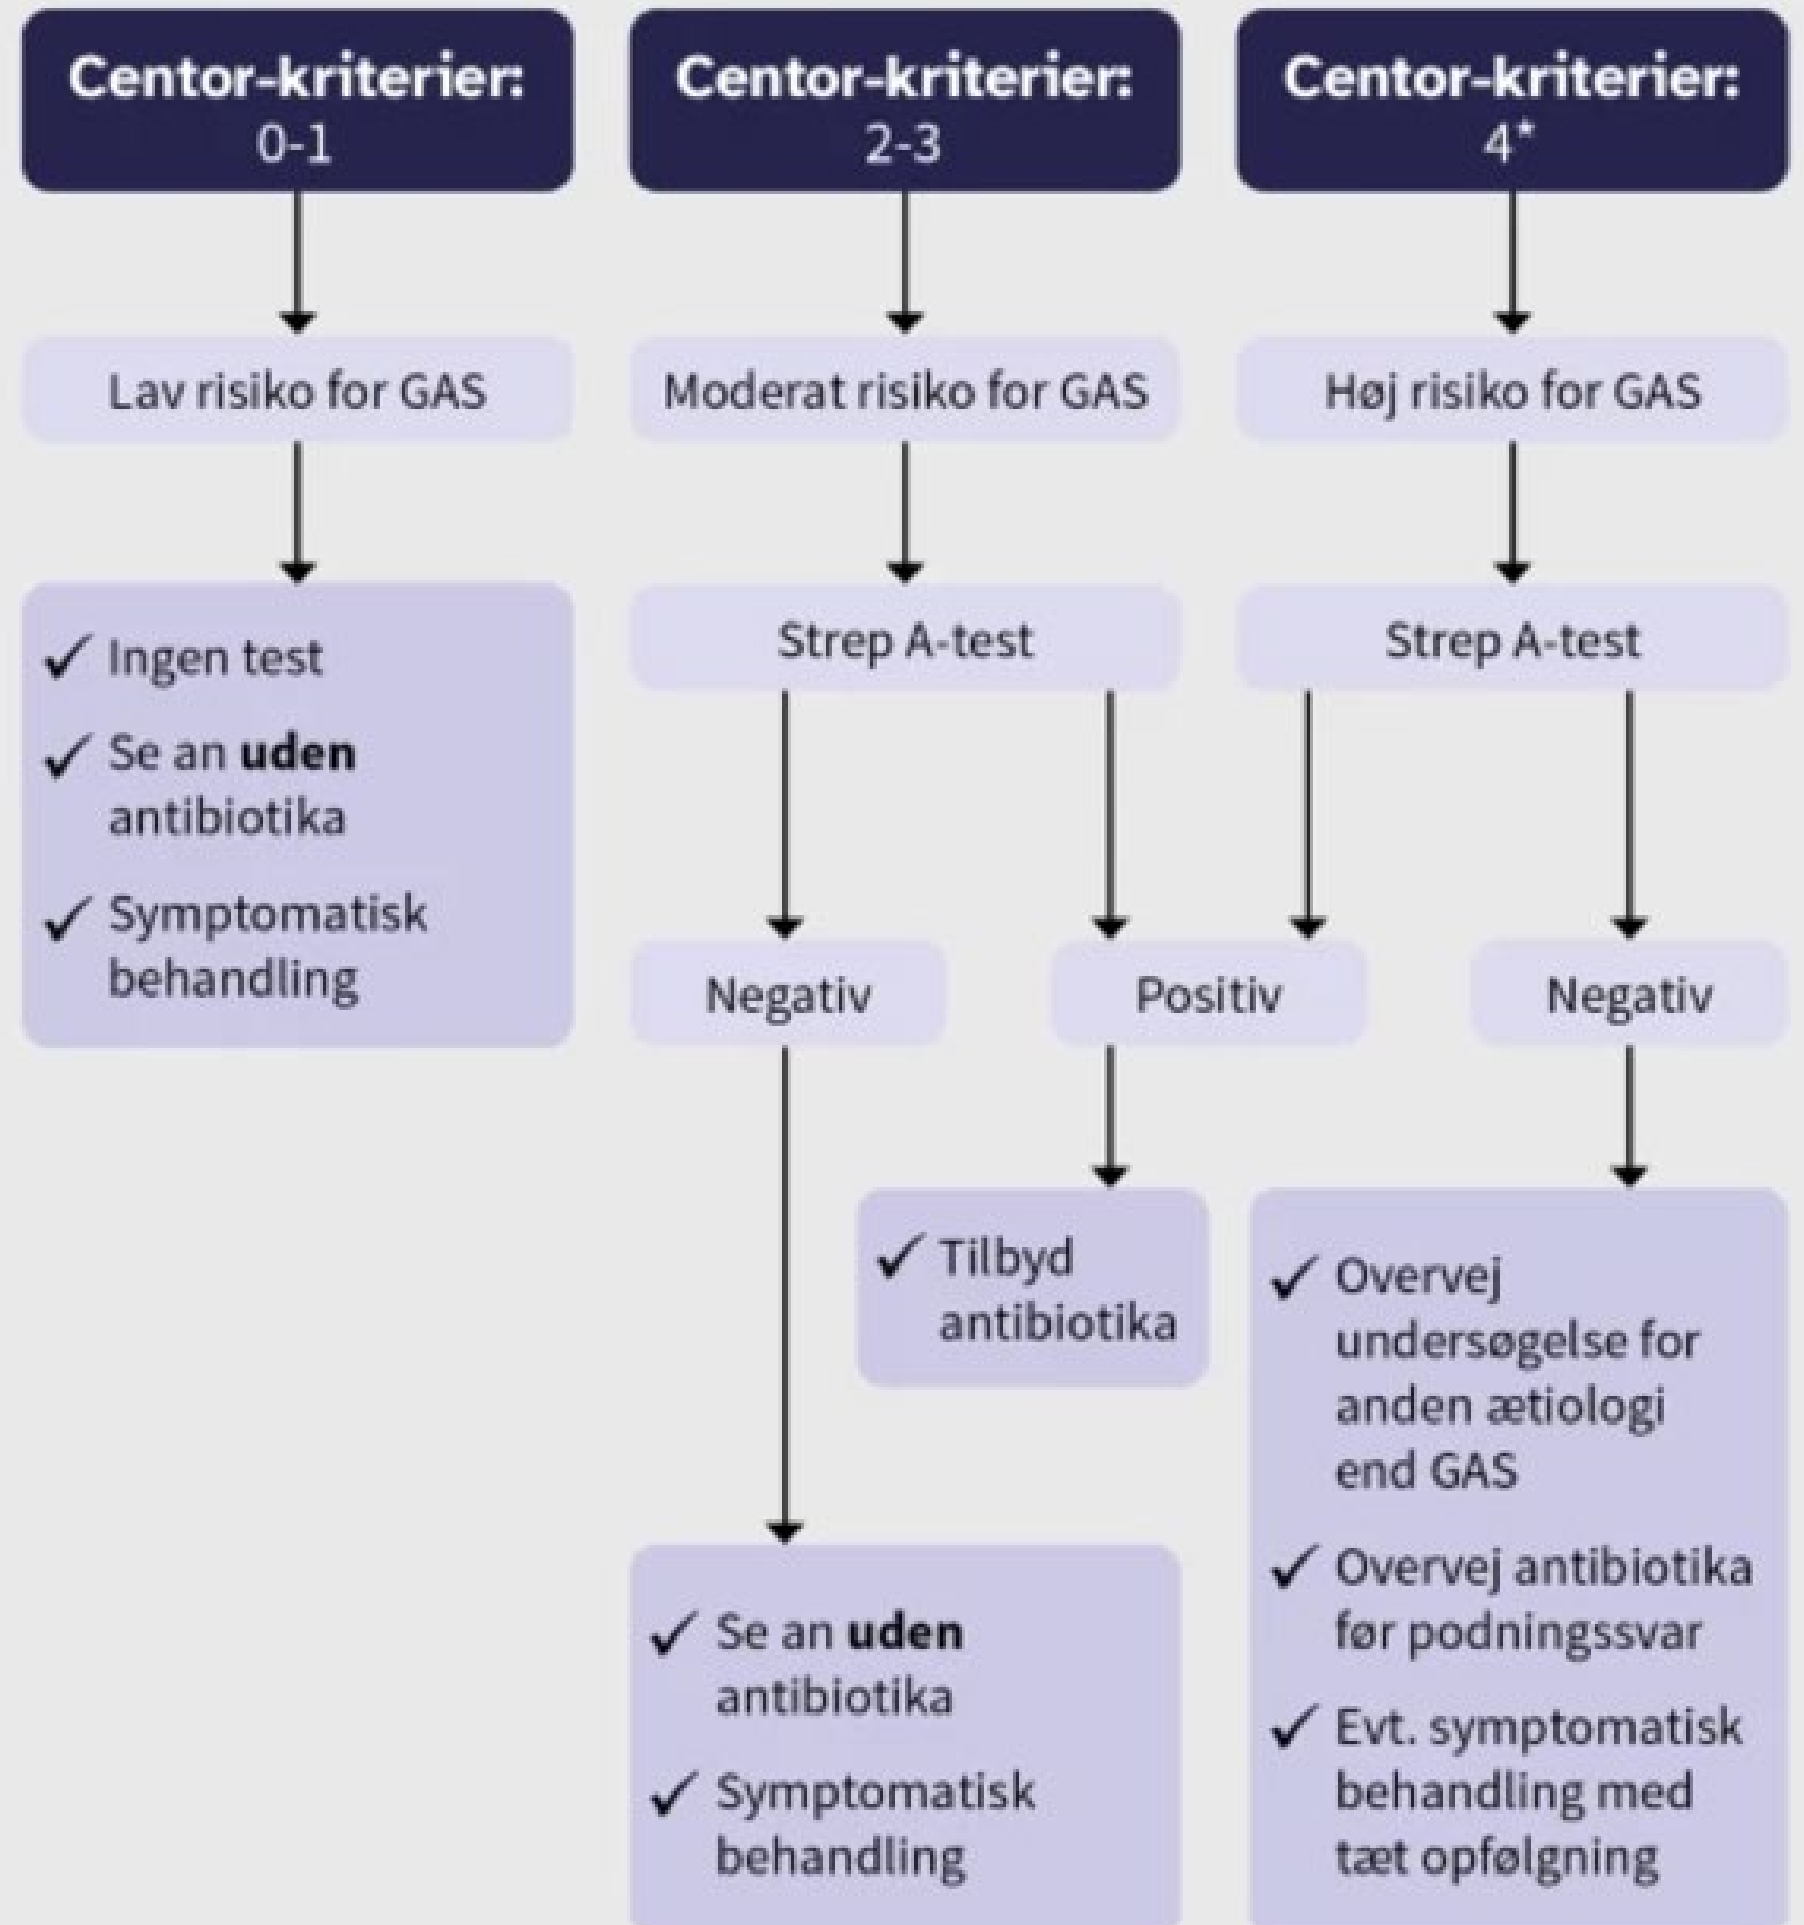 Centor-kriterier:
0-1
Centor-kriterier:
2-3
Centor-kriterier:
4*
Lav risiko for GAS
Moderat risiko for GAS
Høj risiko for GAS
✓ Ingen test
✓ Se an uden
antibiotika
✓ Symptomatisk
behandling
Strep A-test
Strep A-test
Negativ
Positiv
Negativ
✓ Tilbyd
antibiotika
✓ Se an uden
antibiotika
✓ Symptomatisk
behandling
✓ Overvej
undersøgelse for
anden ætiologi
end GAS
✓ Overvej antibiotika
før podningssvar
✓ Evt. symptomatisk
behandling med
tæt opfølgning